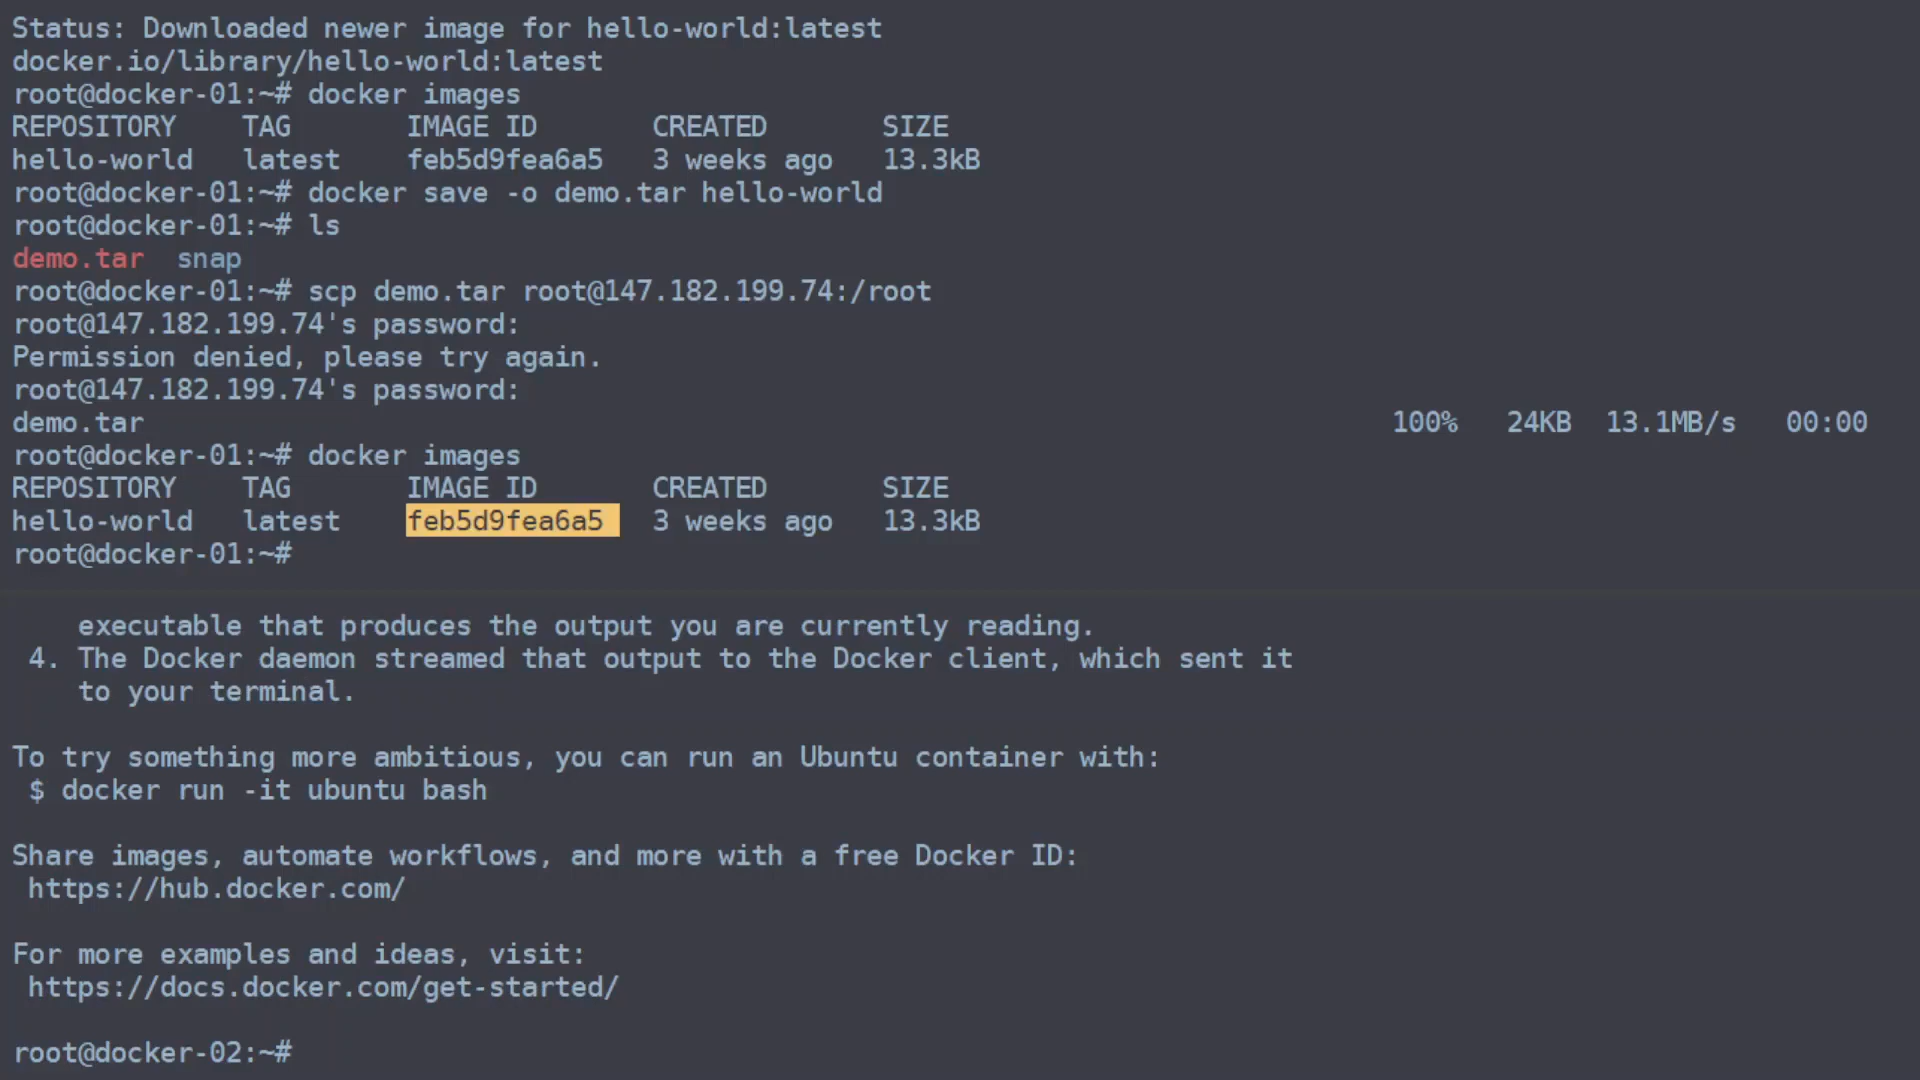 Status: Downloaded newer image for hello-world:latest
docker.io/library/hello-world:latest
root@docker-01:~# docker images
REPOSITORY    TAG       IMAGE ID       CREATED       SIZE
hello-world   latest    feb5d9fea6a5   3 weeks ago   13.3kB
root@docker-01:~# docker save -o demo.tar hello-world
root@docker-01:~# ls
demo.tar  snap
root@docker-01:~# scp demo.tar root@147.182.199.74:/root
root@147.182.199.74's password:
Permission denied, please try again.
root@147.182.199.74's password:
demo.tar                                                                            100%   24KB  13.1MB/s   00:00
root@docker-01:~# docker images
REPOSITORY    TAG       IMAGE ID       CREATED       SIZE
hello-world   latest    feb5d9fea6a5   3 weeks ago   13.3kB
root@docker-01:~#
    executable that produces the output you are currently reading.
 4. The Docker daemon streamed that output to the Docker client, which sent it
    to your terminal.
To try something more ambitious, you can run an Ubuntu container with:
 $ docker run -it ubuntu bash
Share images, automate workflows, and more with a free Docker ID:
 https://hub.docker.com/
For more examples and ideas, visit:
 https://docs.docker.com/get-started/
root@docker-02:~#